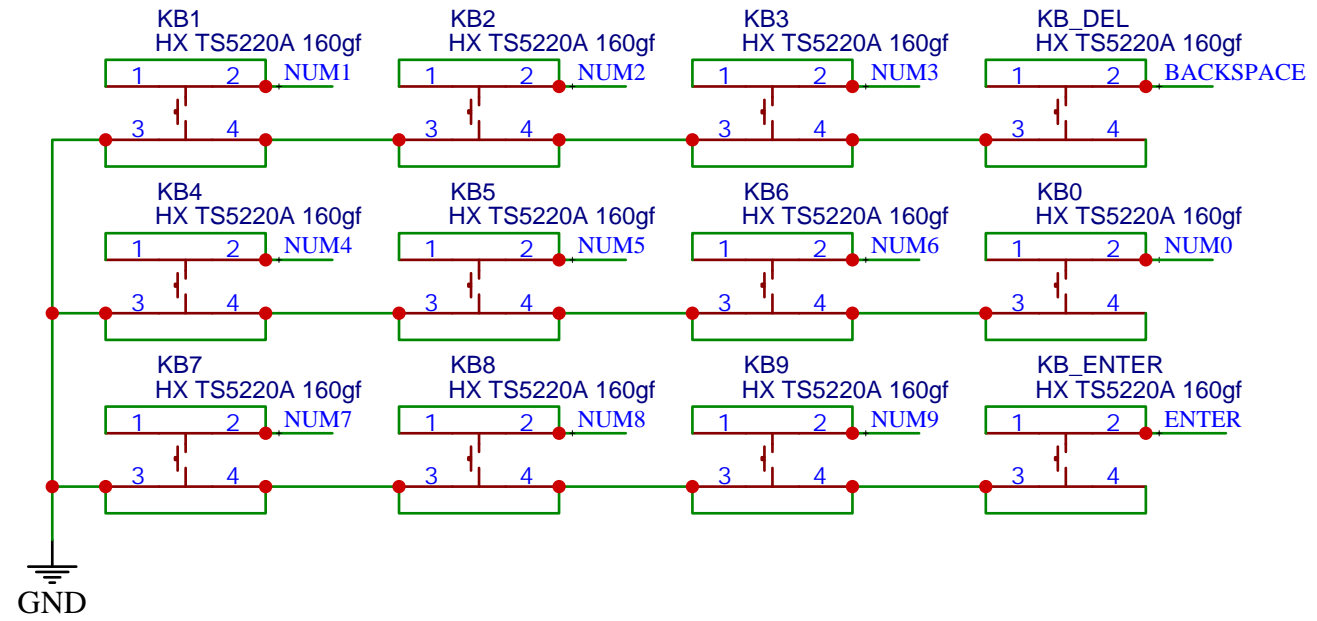 KB1
HX TS5220A 160gf
1 2 NUM1
3 4
KB2
HX TS5220A 160gf
1 2 NUM2
3 4
KB3
HX TS5220A 160gf
1 2 NUM3
3 4
KB_DEL
HX TS5220A 160gf
1 2 BACKSPACE
3 4
KB4
HX TS5220A 160gf
1 2 NUM4
3 4
KB5
HX TS5220A 160gf
1 2 NUM5
3 4
KB6
HX TS5220A 160gf
1 2 NUM6
3 4
KB0
HX TS5220A 160gf
1 2 NUM0
3 4
KB7
HX TS5220A 160gf
1 2 NUM7
3 4
KB8
HX TS5220A 160gf
1 2 NUM8
3 4
KB9
HX TS5220A 160gf
1 2 NUM9
3 4
KB_ENTER
HX TS5220A 160gf
1 2 ENTER
3 4
GND